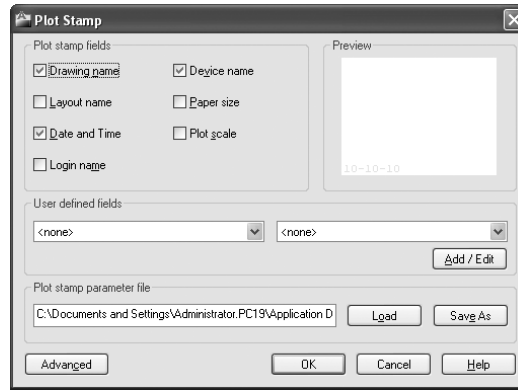 Plot Stamp
Plot stamp fields
Drawing name
Device name
Layout name
Paper size
Date and Time
Plot scale
Login name
Preview
10-10-10
User defined fields
<none>
<none>
Add / Edit
Plot stamp parameter file
C:\Documents and Settings\Administrator.PC19\Application D
Load
Save As
Advanced
OK
Cancel
Help